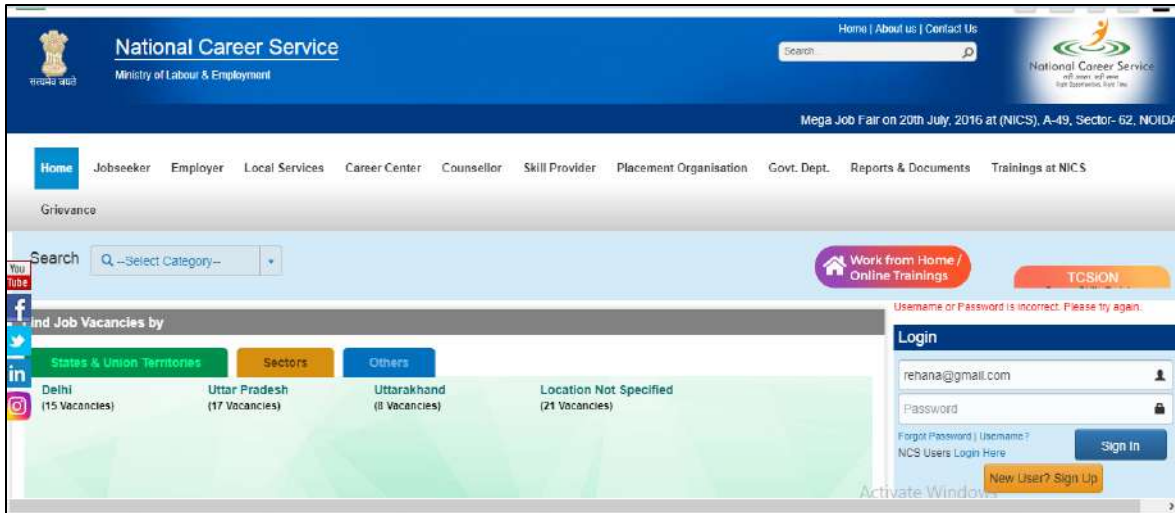 Home | About us | Contact Us
National Career Service
Ministry of Labour & Employment
सत्यमेव जयते
Search
National Career Service
Mega Job Fair on 20th July, 2016 at (NICS), A-49, Sector- 62, NOIDA
Home Jobseeker Employer Local Services Career Center Counsellor Skill Provider Placement Organisation Govt. Dept. Reports & Documents Trainings at NICS
Grievance
Search --Select Category--
Work from Home /
Online Trainings
TCSiON
You
Tube
Username or Password is incorrect. Please try again.
ind Job Vacancies by
Login
States & Union Territories Sectors Others
rehana@gmail.com
Delhi Uttar Pradesh Uttarakhand Location Not Specified
(15 Vacancies) (17 Vacancies) (8 Vacancies) (21 Vacancies)
Password
Forgot Password | Username?
NCS Users Login Here
Sign In
New User? Sign Up
Activate Windows